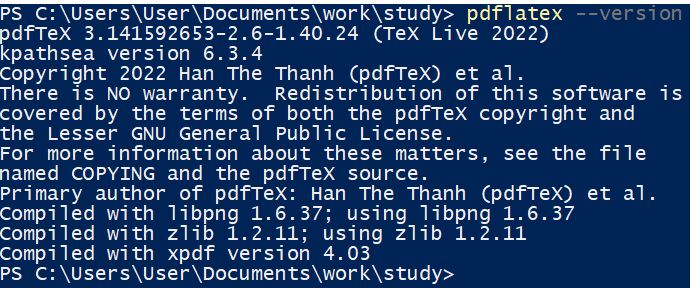 PS C:\Users\User\Documents\work\study> pdflatex --version
pdfTeX 3.141592653-2.6-1.40.24 (TeX Live 2022)
kpathsea version 6.3.4
Copyright 2022 Han The Thanh (pdfTeX) et al.
There is NO warranty.  Redistribution of this software is
covered by the terms of both the pdfTeX copyright and
the Lesser GNU General Public License.
For more information about these matters, see the file
named COPYING and the pdfTeX source.
Primary author of pdfTeX: Han The Thanh (pdfTeX) et al.
Compiled with libpng 1.6.37; using libpng 1.6.37
Compiled with zlib 1.2.11; using zlib 1.2.11
Compiled with xpdf version 4.03
PS C:\Users\User\Documents\work\study>